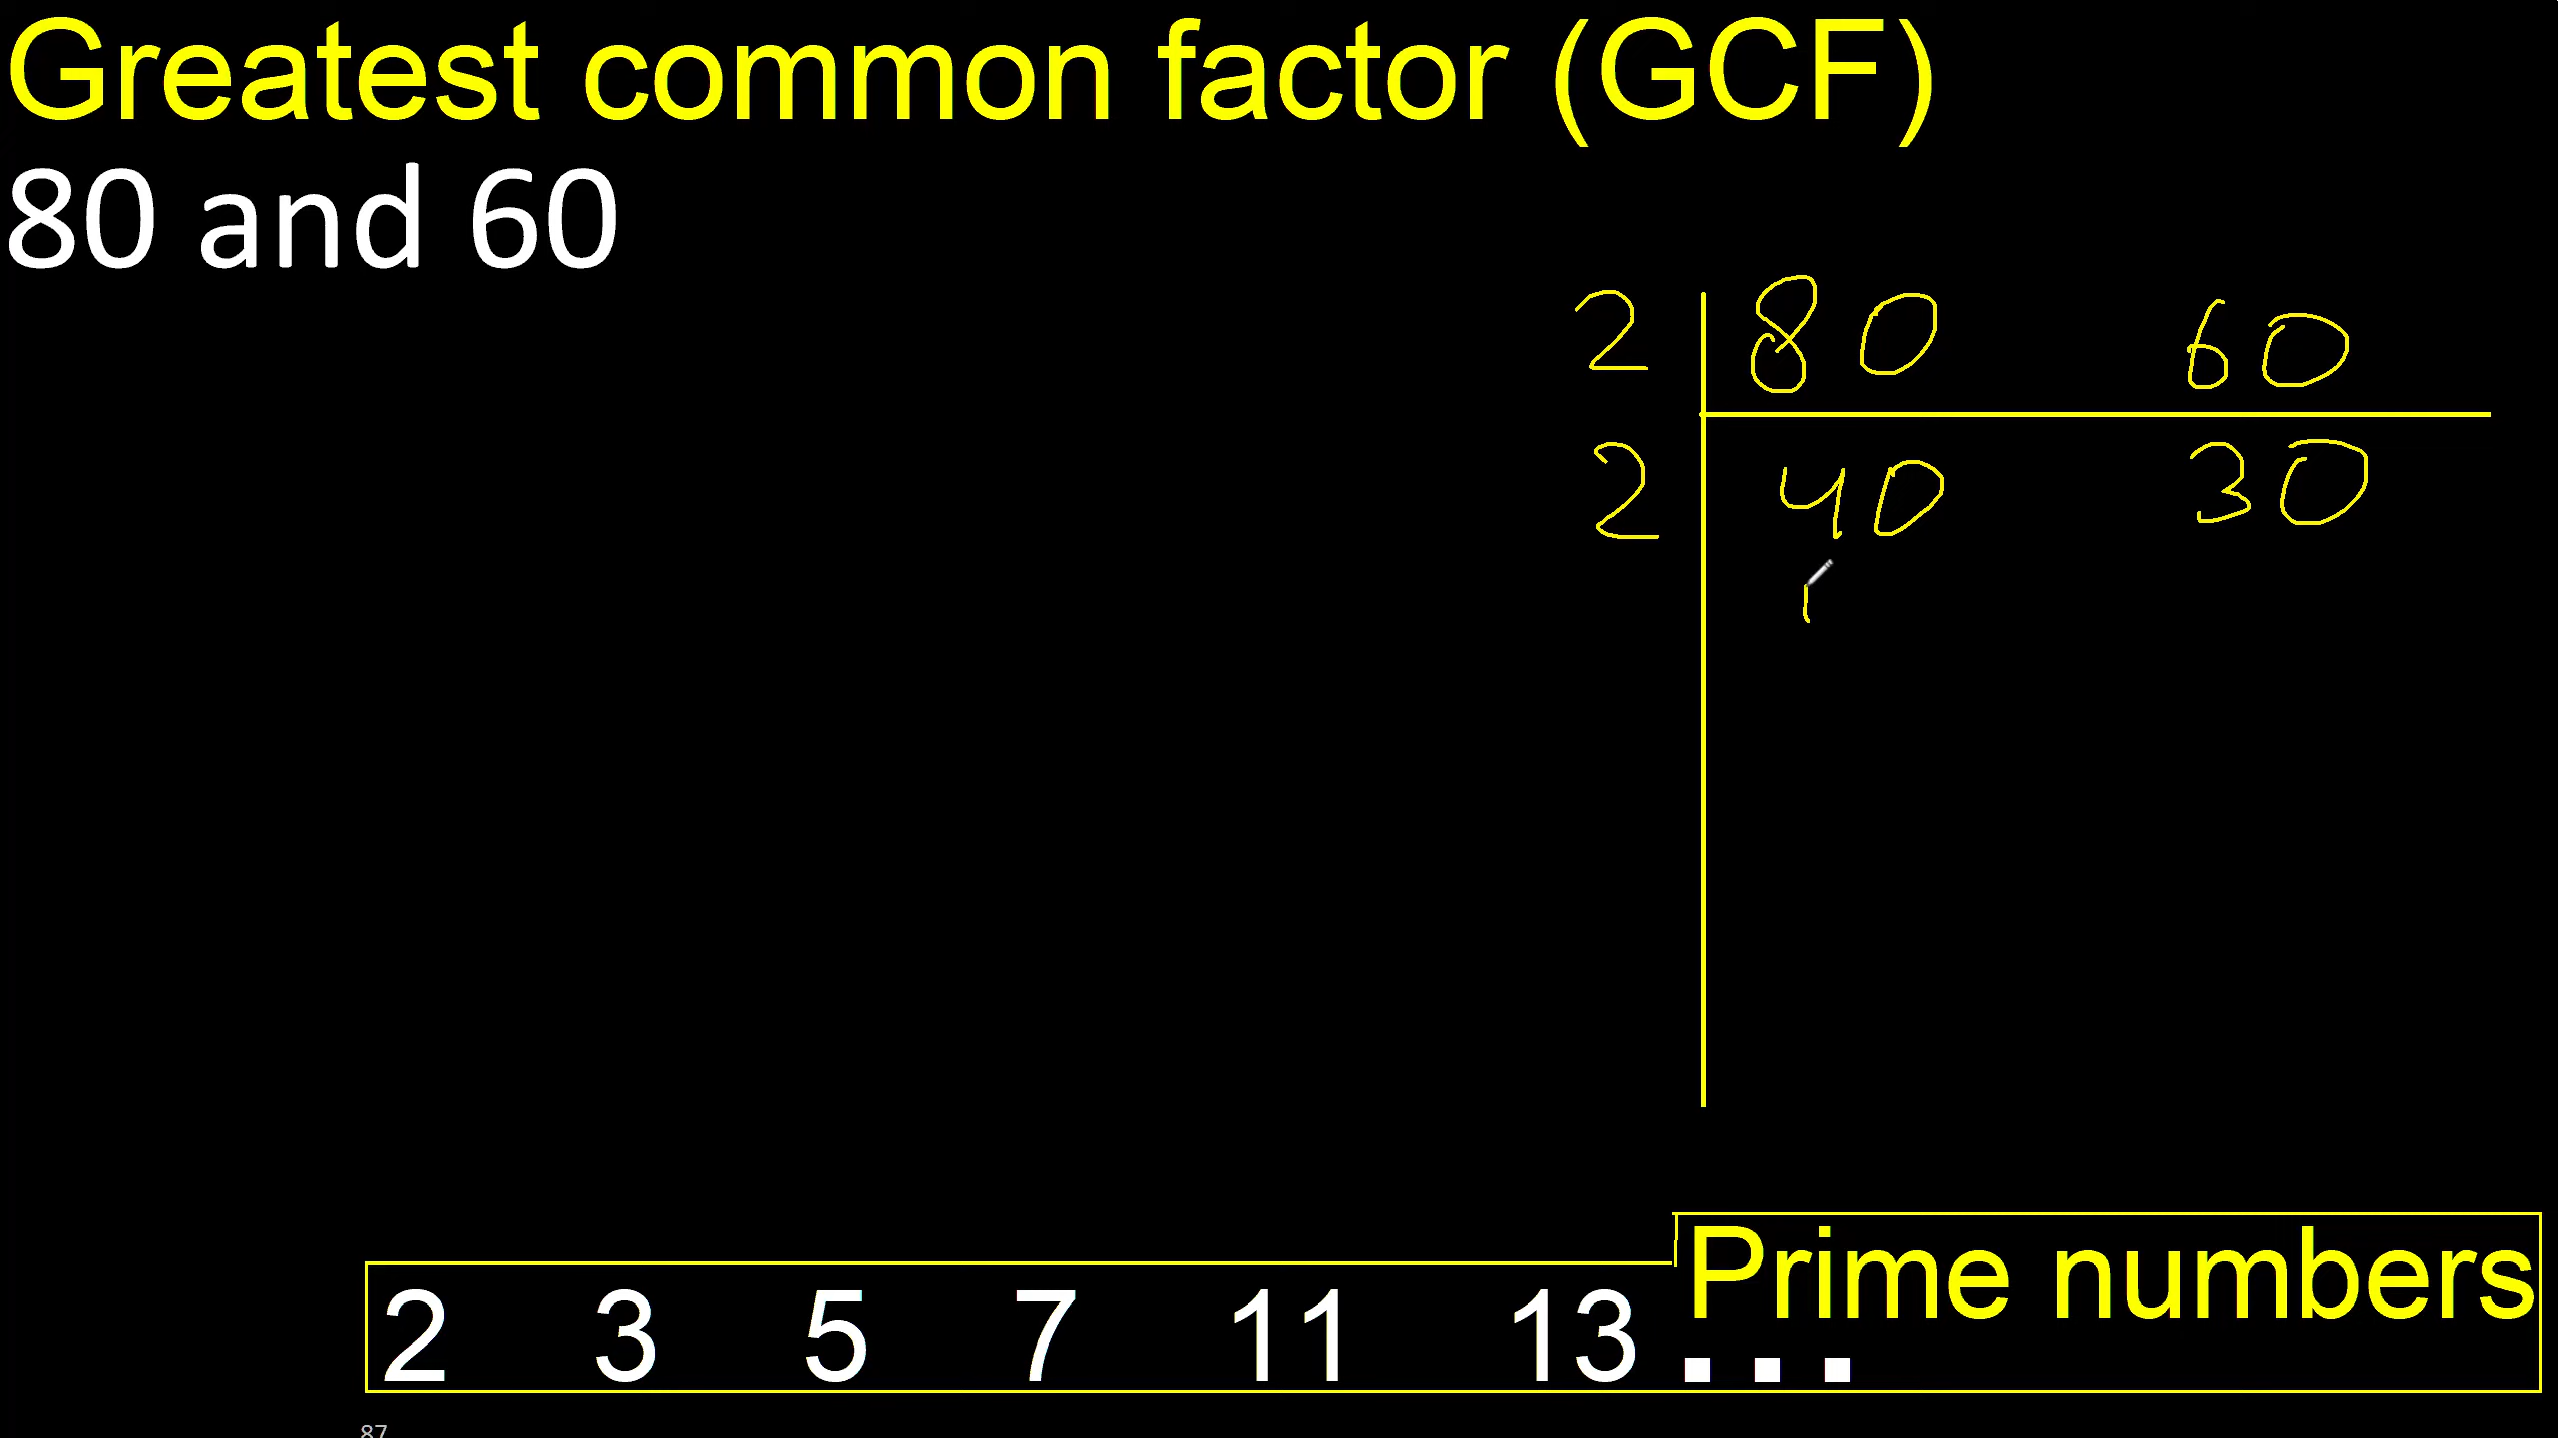 Greatest common factor (GCF)
80 and 60
2 80 60
2 40 30
Prime numbers
2 3 5 7 11 13 ...
87